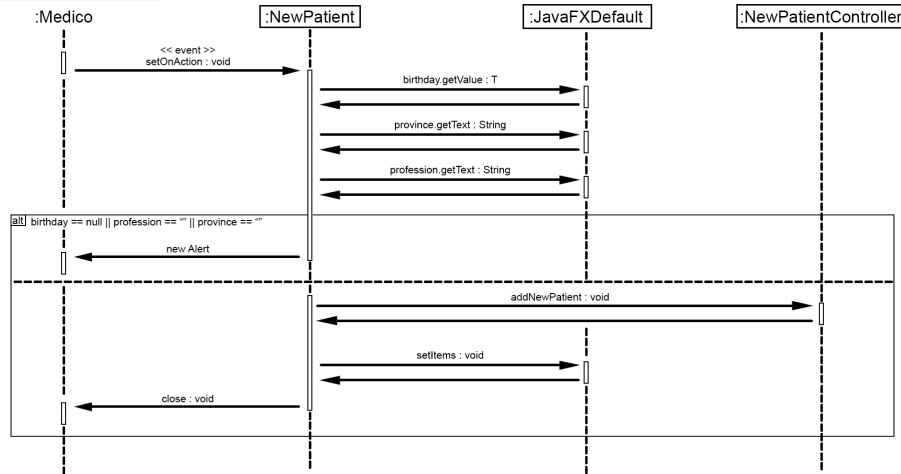 :Medico
:NewPatient
:JavaFXDefault
:NewPatientController
<< event >>
setOnAction : void
birthday.getValue : T
province.getText : String
profession.getText : String
alt birthday == null || profession == “” || province == “”
new Alert
addNewPatient : void
setItems : void
close : void